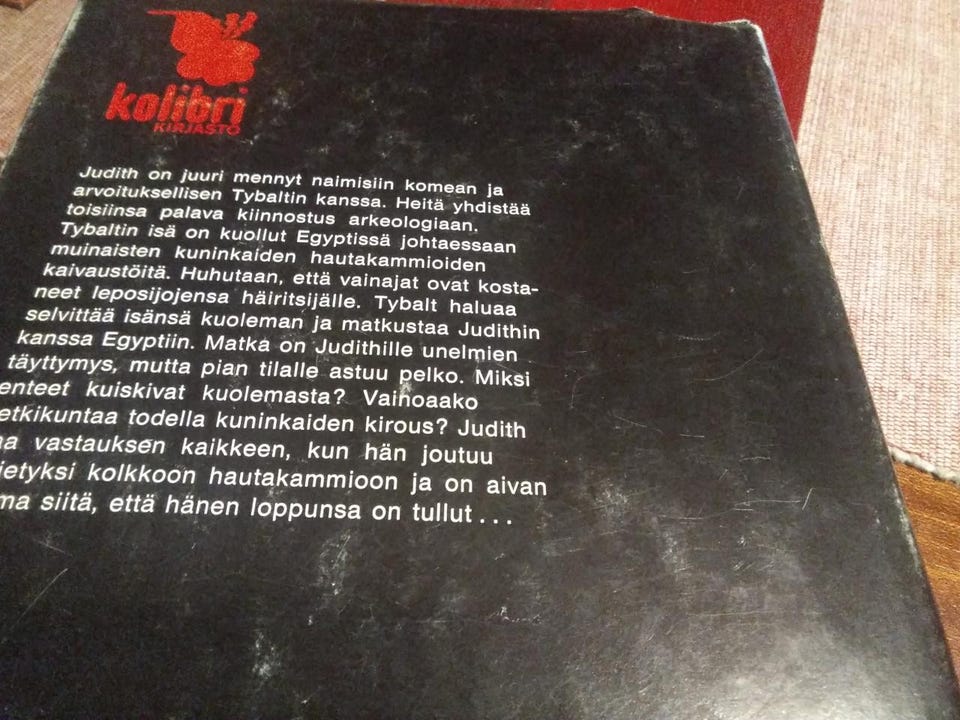 kolibri
KIRJASTO
Judith on juuri mennyt naimisiin komean ja
arvoituksellisen Tybaltin kanssa. Heitä yhdistää
toisiinsa palava kiinnostus arkeologiaan.
Tybaltin isä on kuollut Egyptissä johtaessaan
muinaisten kuninkaiden hautakammioiden
kaivaustöitä. Huhutaan, että vainajat ovat kosta-
neet leposijojensa häiritsijälle. Tybalt haluaa
selvittää isänsä kuoleman ja matkustaa Judithin
kanssa Egyptiin. Matka on Judithille unelmien
täyttymys, mutta pian tilalle astuu pelko. Miksi
enteet kuiskivat kuolemasta? Vainoaako
etkikuntaa todella kuninkaiden kirous? Judith
vastauksen kaikkeen, kun hän joutuu
ietyksi kolkkoon hautakammioon ja on aivan
ma siitä, että hänen loppunsa on tullut...